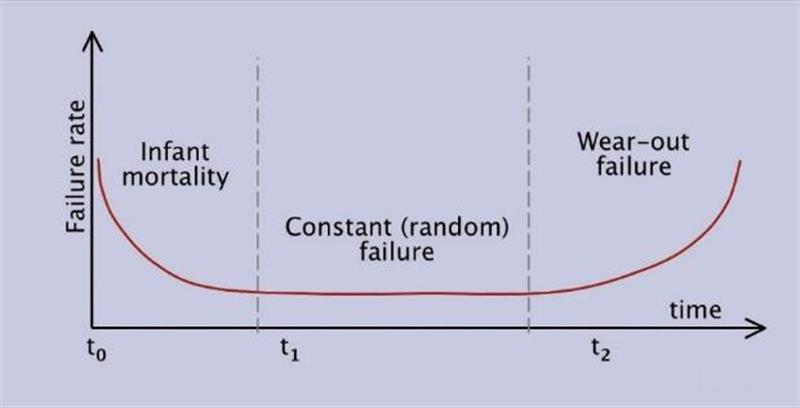 Failure rate
Infant
mortality
Constant (random)
failure
Wear-out
failure
time
t₀
t₁
t₂